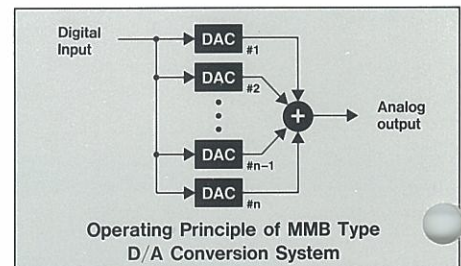 Digital
Input
DAC #1
DAC #2
Analog
output
DAC #n-1
DAC #n
Operating Principle of MMB Type
D/A Conversion System